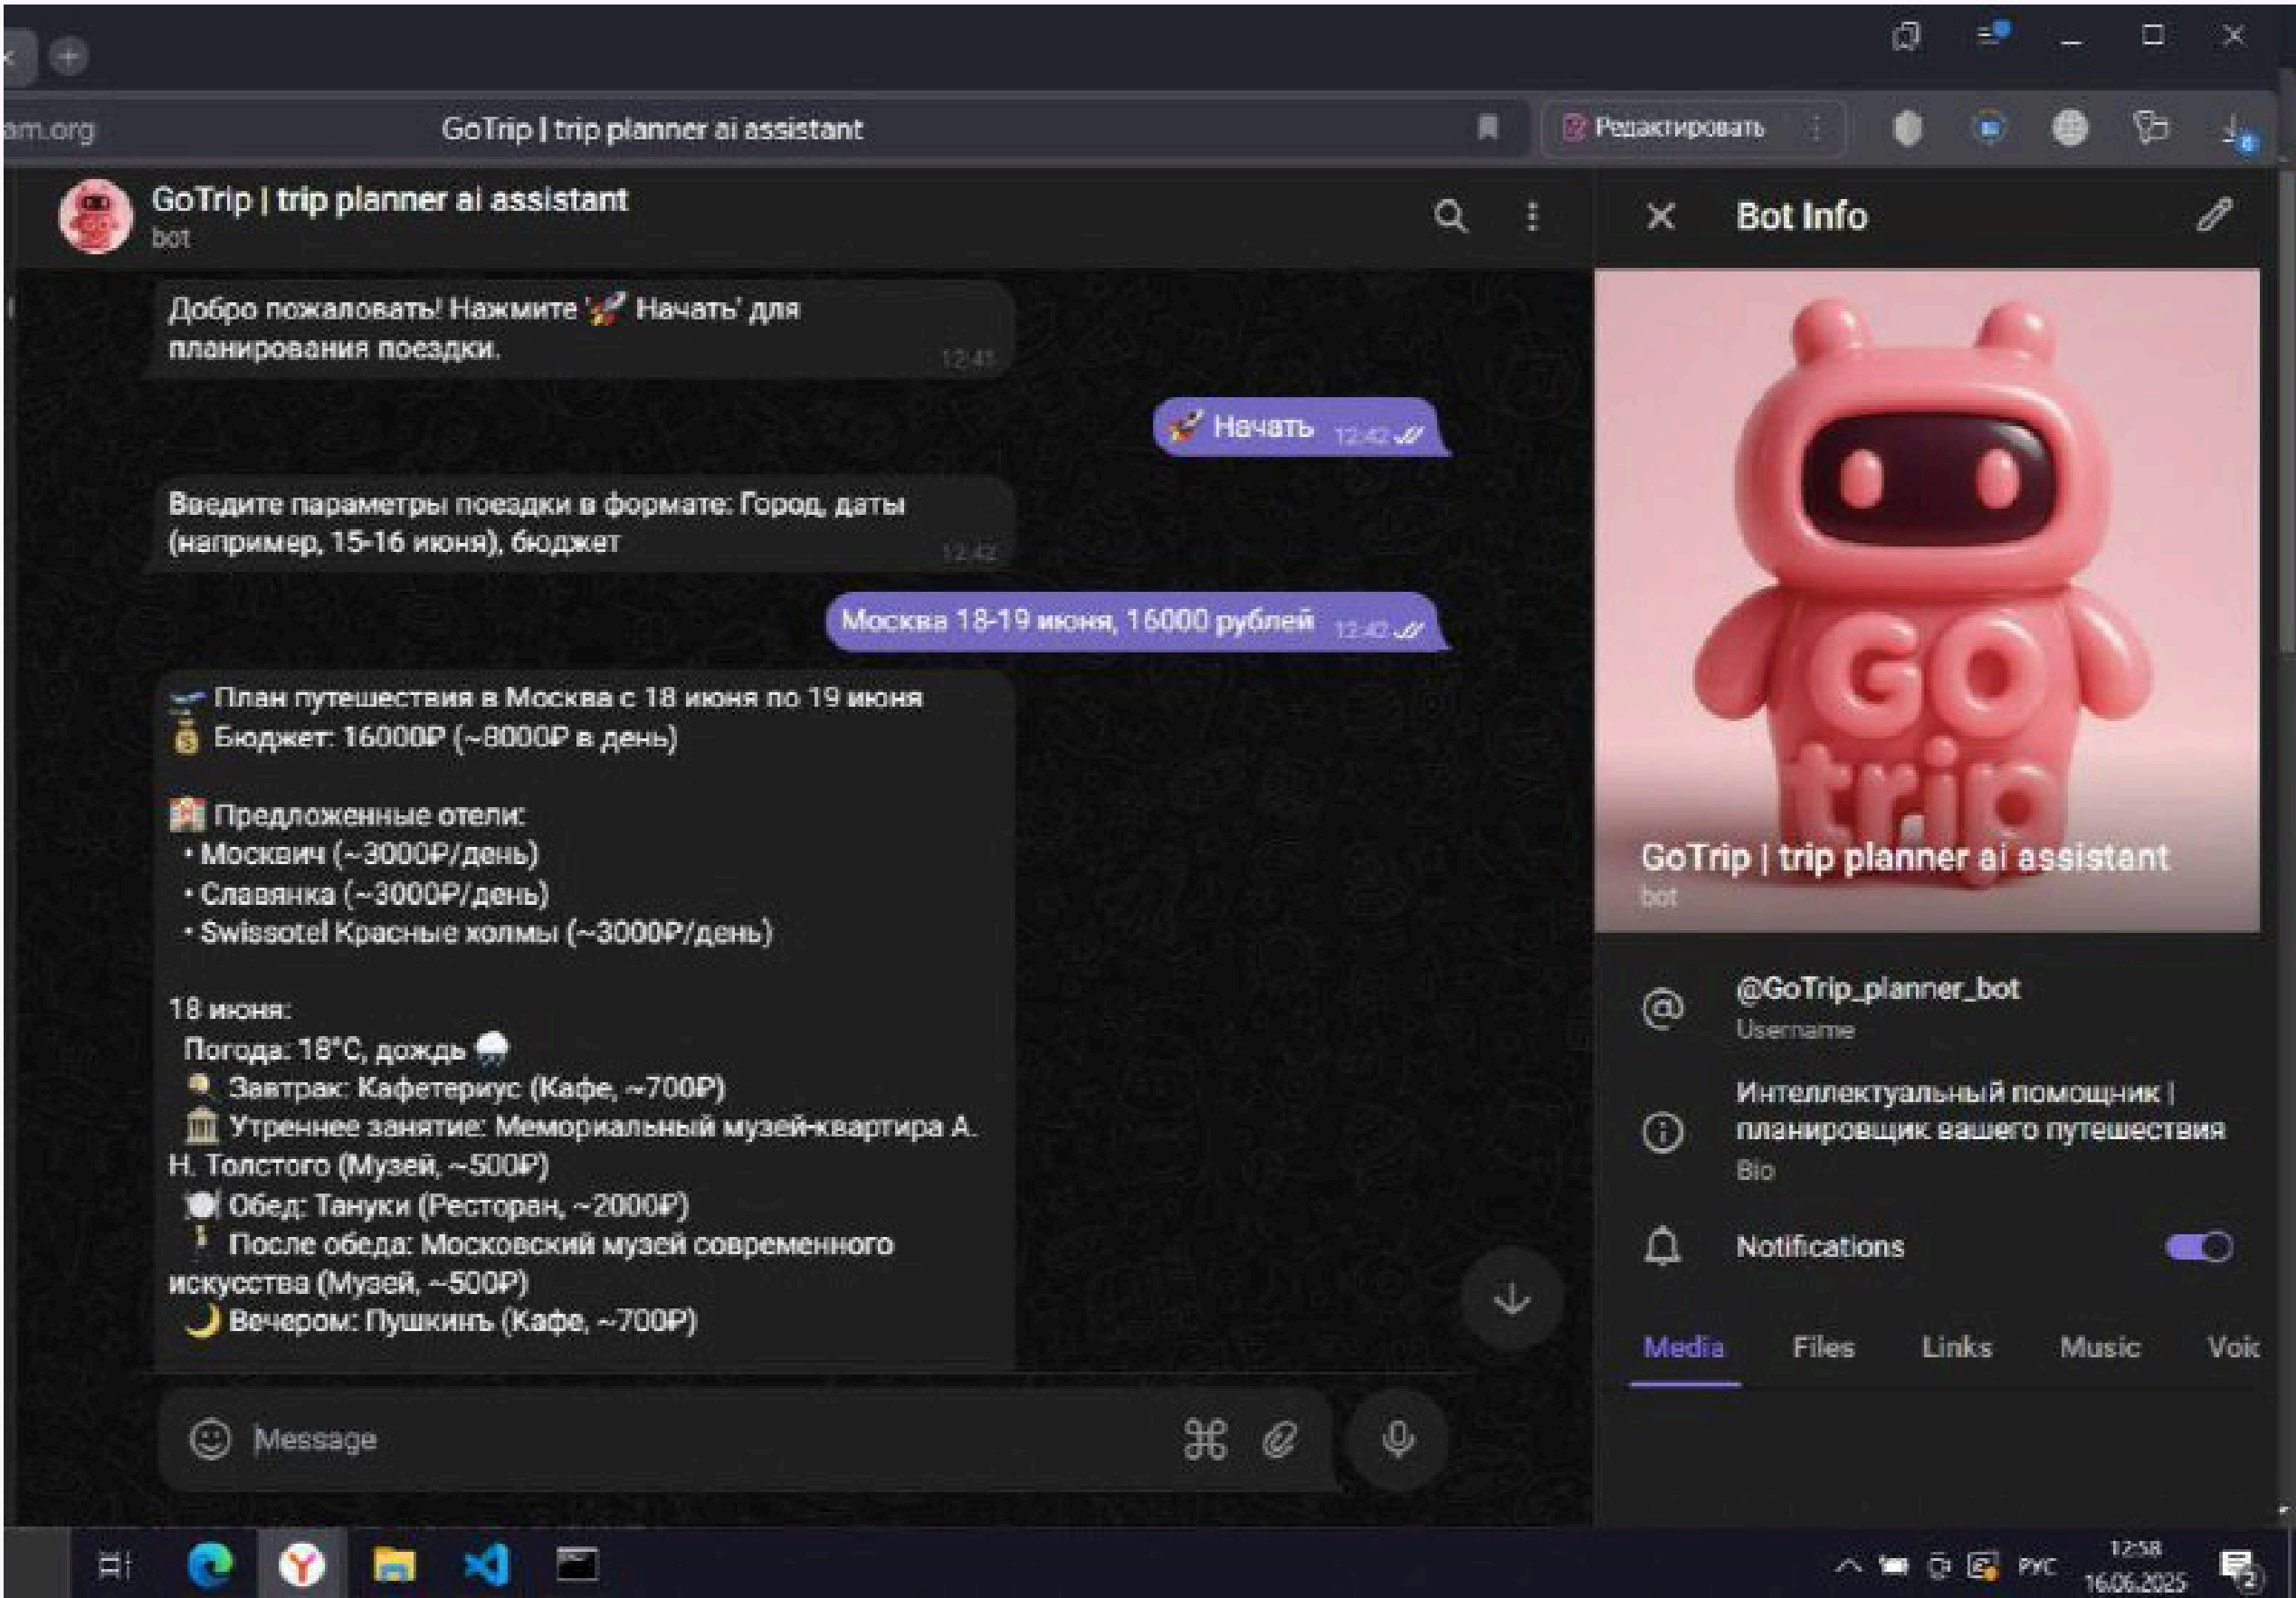 am.org
GoTrip | trip planner ai assistant
Редактировать
GoTrip | trip planner ai assistant
bot
Добро пожаловать! Нажмите '🚀 Начать' для
планирования поездки.
12:41
🚀 Начать 12:42
Введите параметры поездки в формате: Город, даты
(например, 15-16 июня), бюджет
12:42
Москва 18-19 июня, 16000 рублей 12:42
План путешествия в Москва с 18 июня по 19 июня
💰 Бюджет: 16000₽ (~8000₽ в день)
🏨 Предложенные отели:
• Москвич (~3000₽/день)
• Славянка (~3000₽/день)
• Swissotel Красные холмы (~3000₽/день)
18 июня:
Погода: 18°C, дождь 🌧
🍳 Завтрак: Кафетериус (Кафе, ~700₽)
🏛 Утреннее занятие: Мемориальный музей-квартира А.
Н. Толстого (Музей, ~500₽)
🍽 Обед: Тануки (Ресторан, ~2000₽)
🚶 После обеда: Московский музей современного
искусства (Музей, ~500₽)
🌙 Вечером: Пушкинъ (Кафе, ~700₽)
Message
Bot Info
GO
trip
GoTrip | trip planner ai assistant
bot
@GoTrip_planner_bot
Username
Интеллектуальный помощник |
планировщик вашего путешествия
Bio
Notifications
Media Files Links Music Voic
РУС
12:58
16.06.2025
2